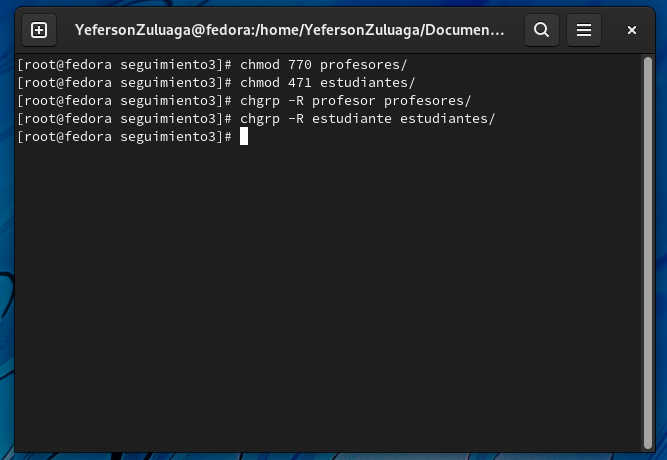 YefersonZuluaga@fedora:/home/YefersonZuluaga/Documen...
[root@fedora seguimiento3]# chmod 770 profesores/
[root@fedora seguimiento3]# chmod 471 estudiantes/
[root@fedora seguimiento3]# chgrp -R profesor profesores/
[root@fedora seguimiento3]# chgrp -R estudiante estudiantes/
[root@fedora seguimiento3]#